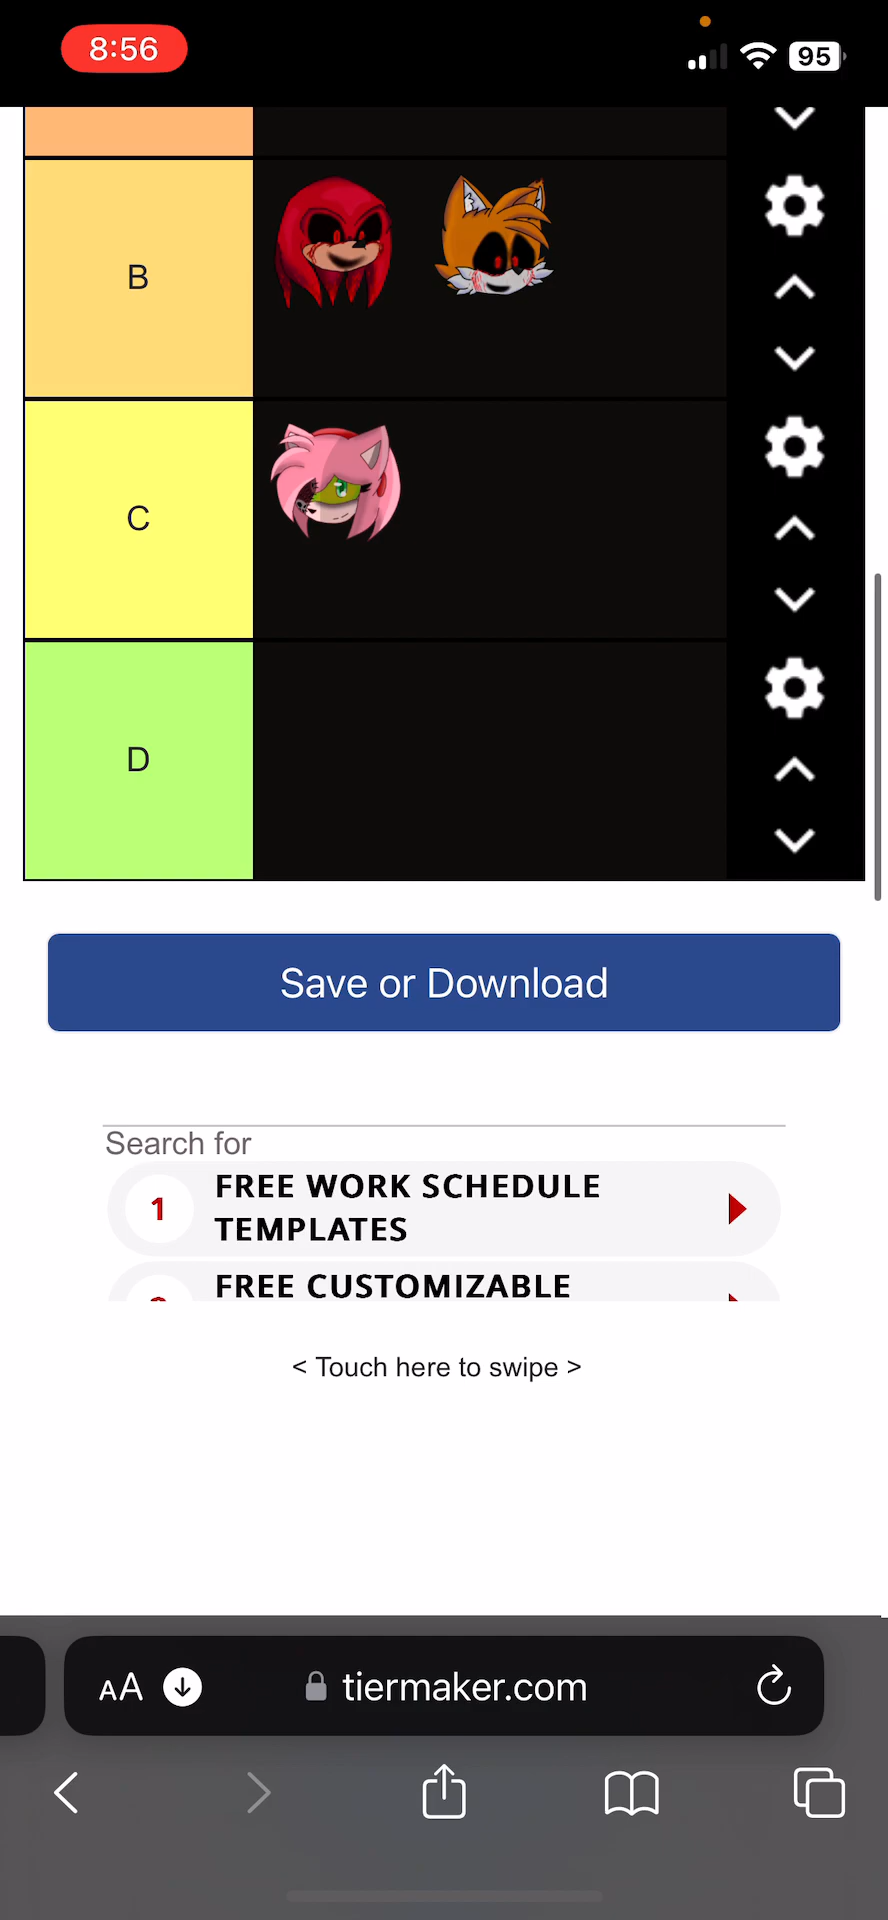 8:56
95
B
C
D
Save or Download
Search for
1
FREE WORK SCHEDULE
TEMPLATES
FREE CUSTOMIZABLE
< Touch here to swipe >
AA
tiermaker.com